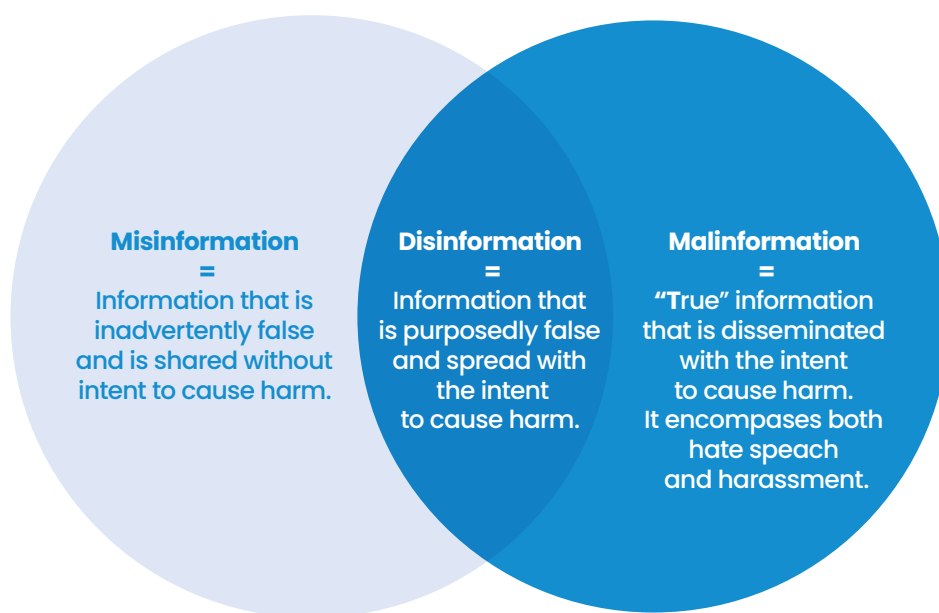 Misinformation
=
Information that is
inadvertently false
and is shared without
intent to cause harm.
Disinformation
=
Information that
is purposedly false
and spread with
the intent
to cause harm.
Malinformation
=
“True” information
that is disseminated
with the intent
to cause harm.
It encompases both
hate speach
and harassment.